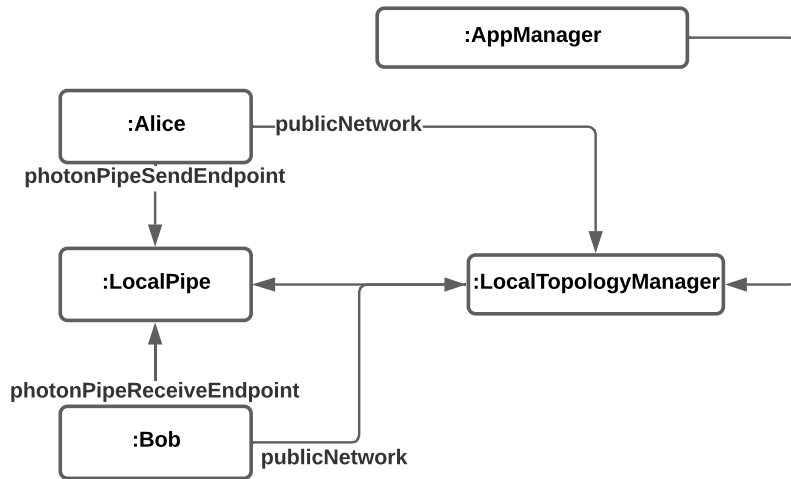 :AppManager
:Alice
publicNetwork
photonPipeSendEndpoint
:LocalPipe
:LocalTopologyManager
photonPipeReceiveEndpoint
:Bob
publicNetwork